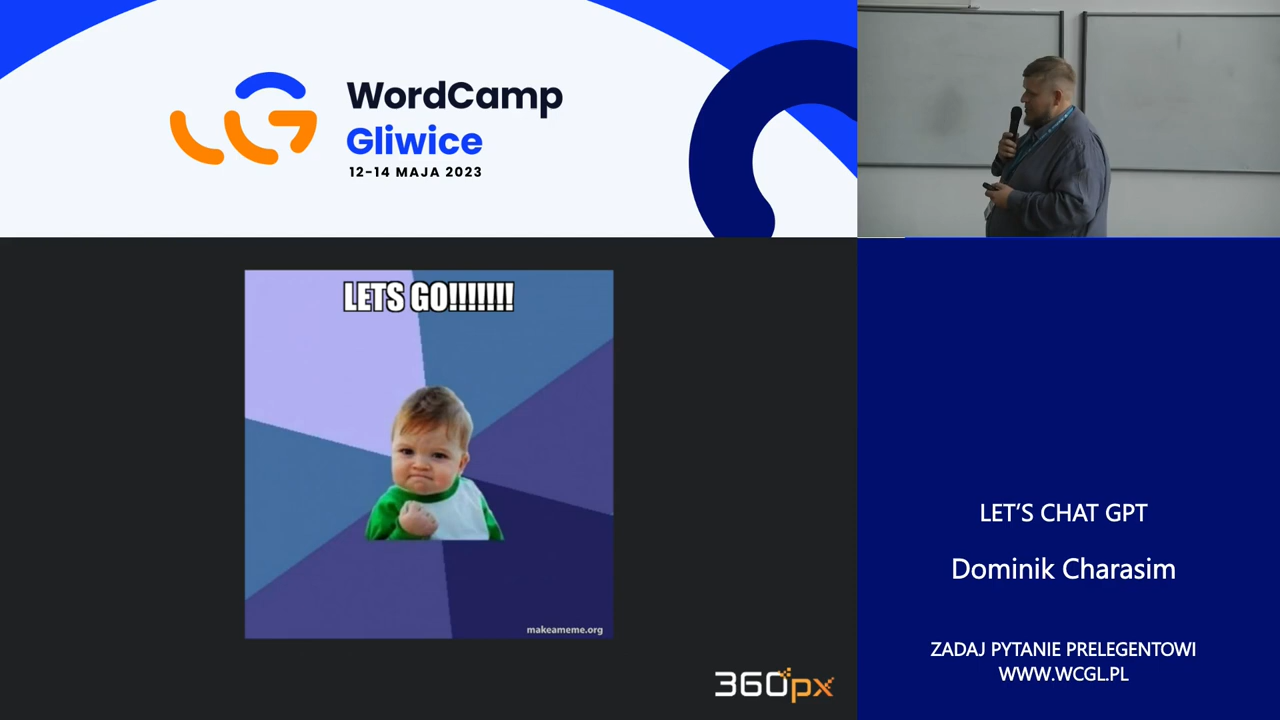 WordCamp
Gliwice
12-14 MAJA 2023
LETS GO!!!!!!!
makeameme.org
360px
LET'S CHAT GPT
Dominik Charasim
ZADAJ PYTANIE PRELEGENTOWI
WWW.WCGL.PL